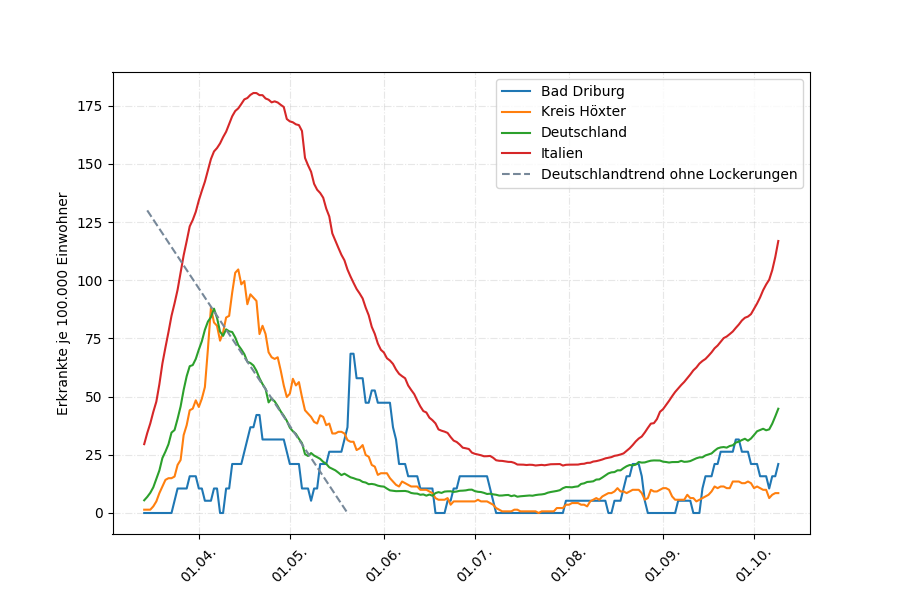 Bad Driburg
Kreis Höxter
Deutschland
Italien
Deutschlandtrend ohne Lockerungen
Erkrankte je 100.000 Einwohner
175
150
125
100
75
50
25
0
01.04.
01.05.
01.06.
01.07.
01.08.
01.09.
01.10.